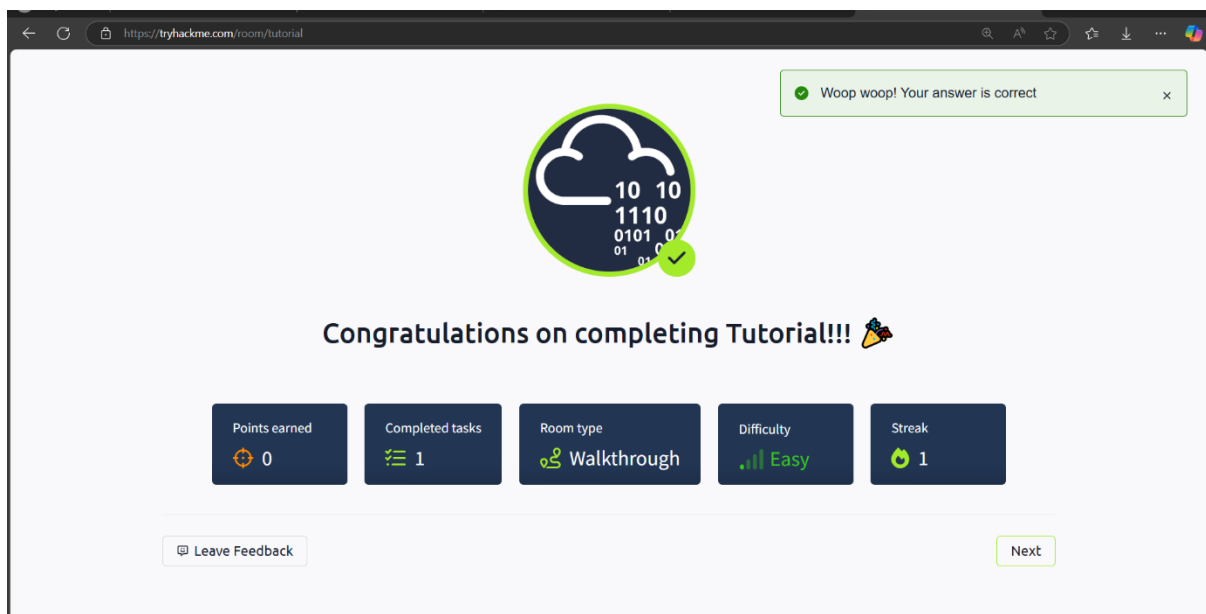 https://tryhackme.com/room/tutorial
Woop woop! Your answer is correct
10 10
1110
0101
01
01
Congratulations on completing Tutorial!!!
Points earned
0
Completed tasks
1
Room type
Walkthrough
Difficulty
Easy
Streak
1
Leave Feedback
Next